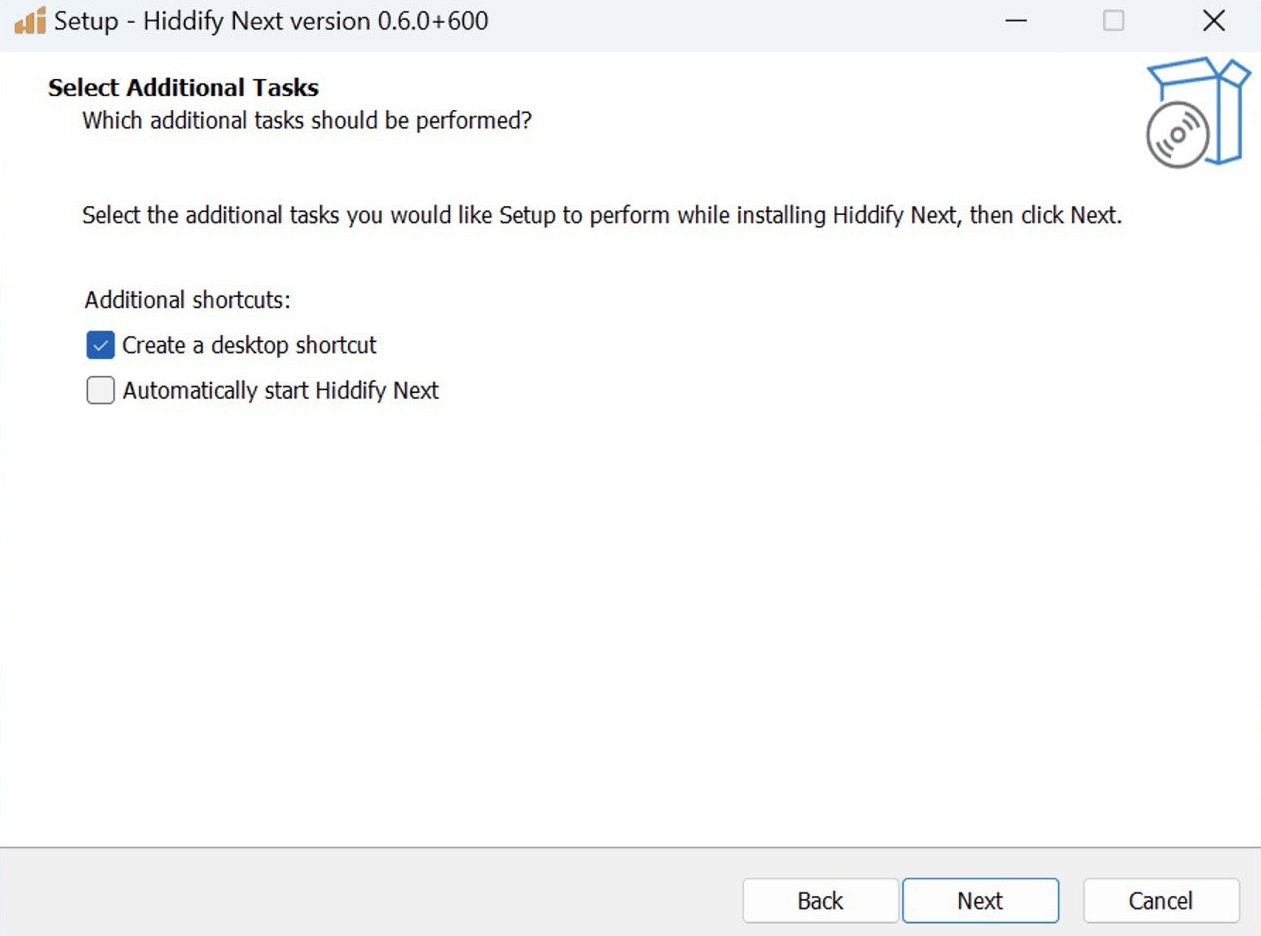 Setup - Hiddify Next version 0.6.0+600
Select Additional Tasks
Which additional tasks should be performed?
Select the additional tasks you would like Setup to perform while installing Hiddify Next, then click Next.
Additional shortcuts:
Create a desktop shortcut
Automatically start Hiddify Next
Back
Next
Cancel